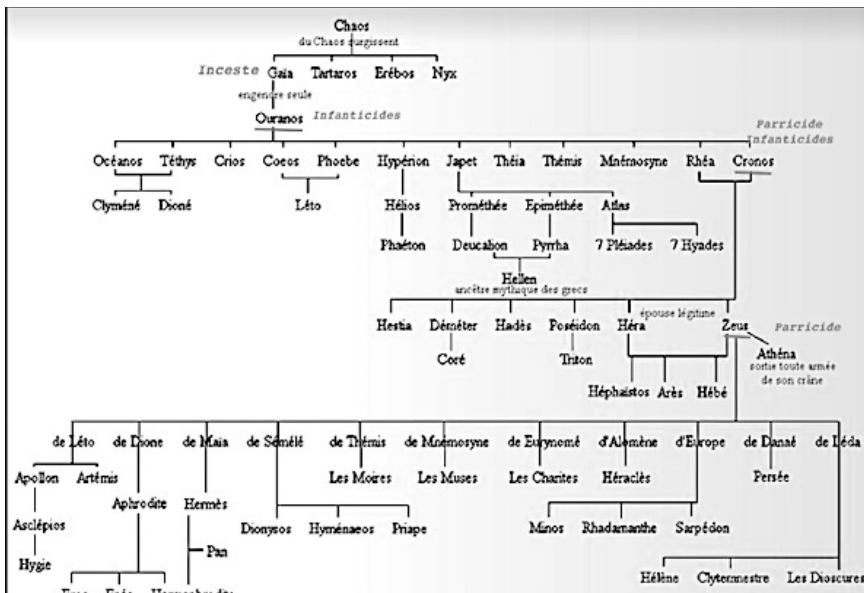 Chaos
du Chaos surgissent
Inceste Gaïa Tartaros Erébos Nyx
engendre seule
Ouranos Infanticides
Parricide
Infanticides
Océanos Téthys Crios Coeos Phoebe Hypérion Japet Théia Thémis Mnémosyne Rhéa Cronos
Clyméné Dioné Léto Hélios Prométhée Epiméthée Atlas
Phaéton Deucalion Pyrrha 7 Pléiades 7 Hyades
Hellen
ancêtre mythique des grecs
épouse légitime
Hestia Déméter Hadès Poséidon Héra Zeus Parricide
Coré Triton Athéna
sortie toute armée
de son crâne
Héphaistos Arès Hébé
de Léto de Dione de Maia de Sémélé de Thémis de Mnémosyne de Eurynomé d'Alcmène d'Europe de Danaé de Léda
Apollon Artémis Les Moires Les Muses Les Charites Héraclès Persée
Aphrodite Hermès
Asclépios Dionysos Hyménaeos Priape Minos Rhadamanthe Sarpédon
Hygie Pan
Hélène Clytemnestre Les Dioscures